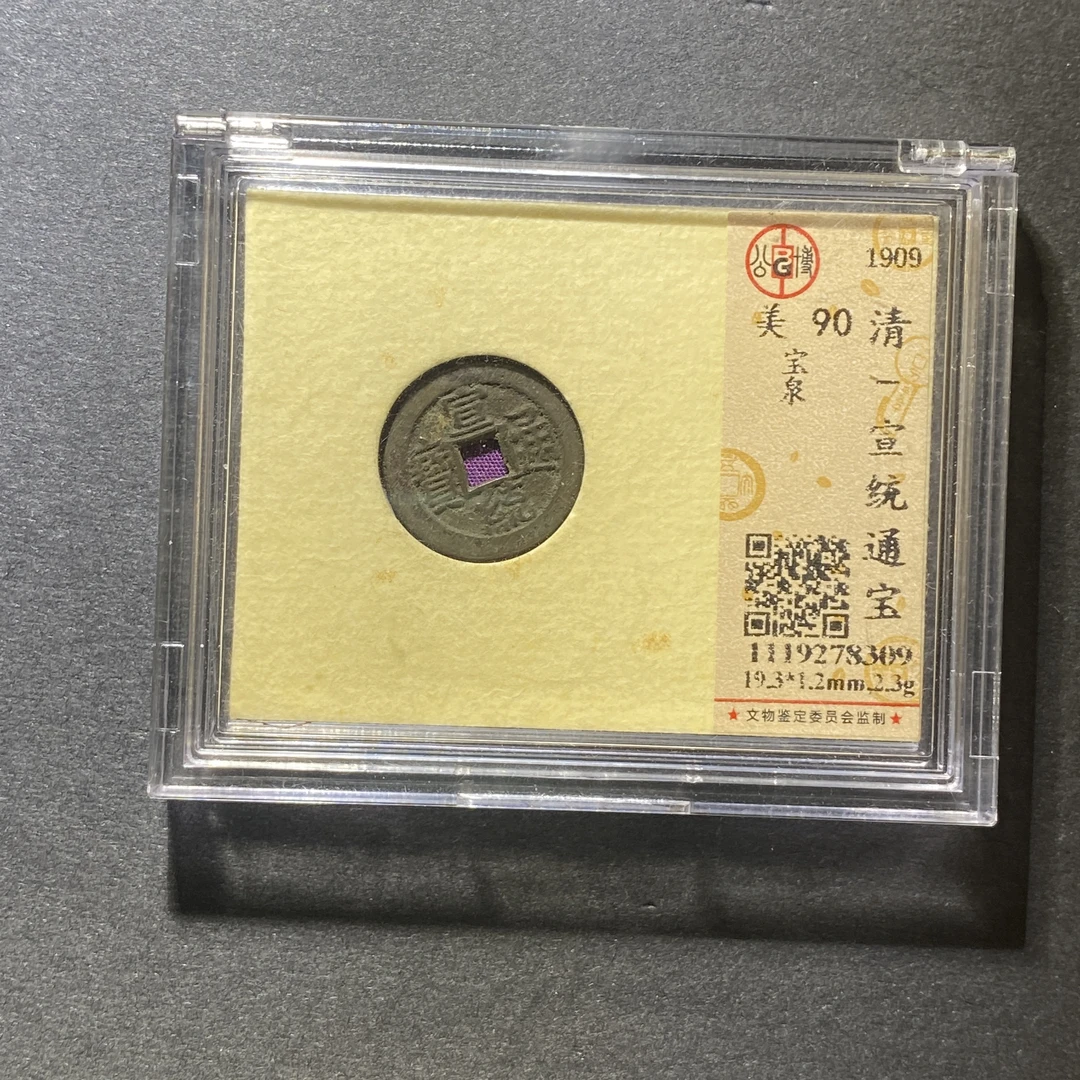 公博
BG
1909
美 90
宝泉
清—宣统通宝
1119278309
19.3*1.2mm,2.3g
★文物鉴定委员会监制★
宣統通寶